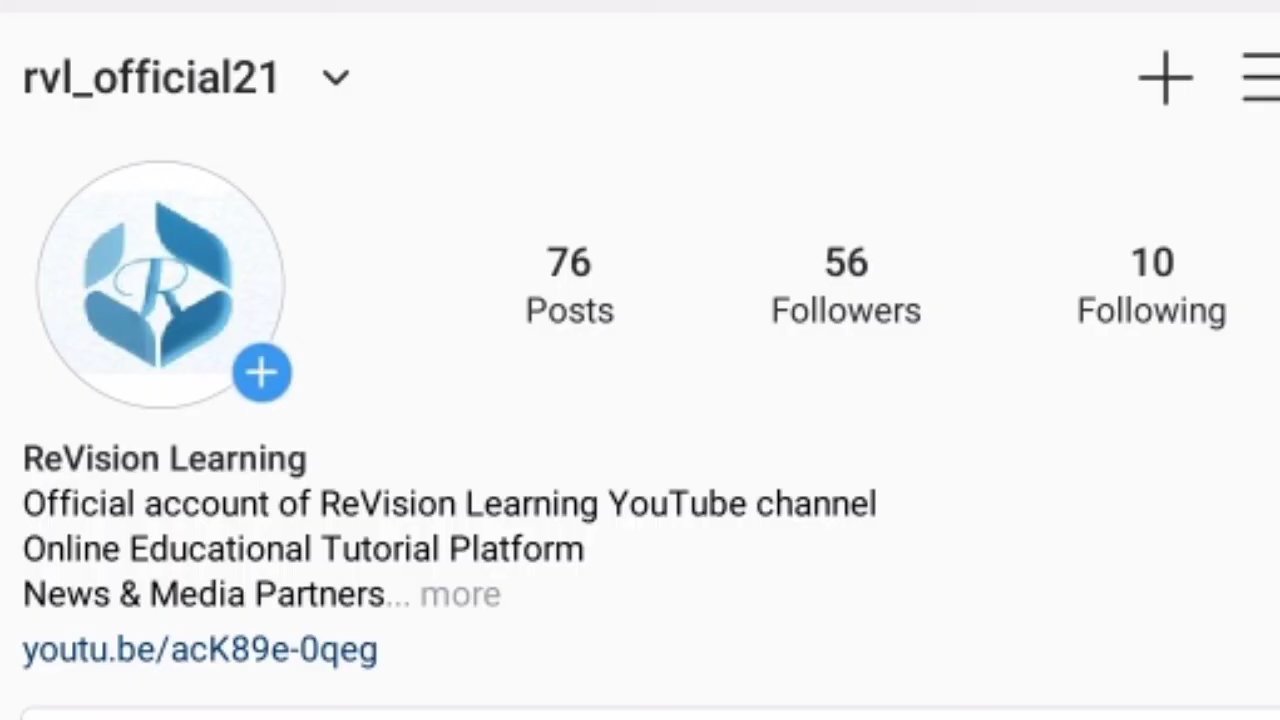 rvl_official21
R
76 56 10
Posts Followers Following
ReVision Learning
Official account of ReVision Learning YouTube channel
Online Educational Tutorial Platform
News & Media Partners... more
youtu.be/acK89e-0qeg